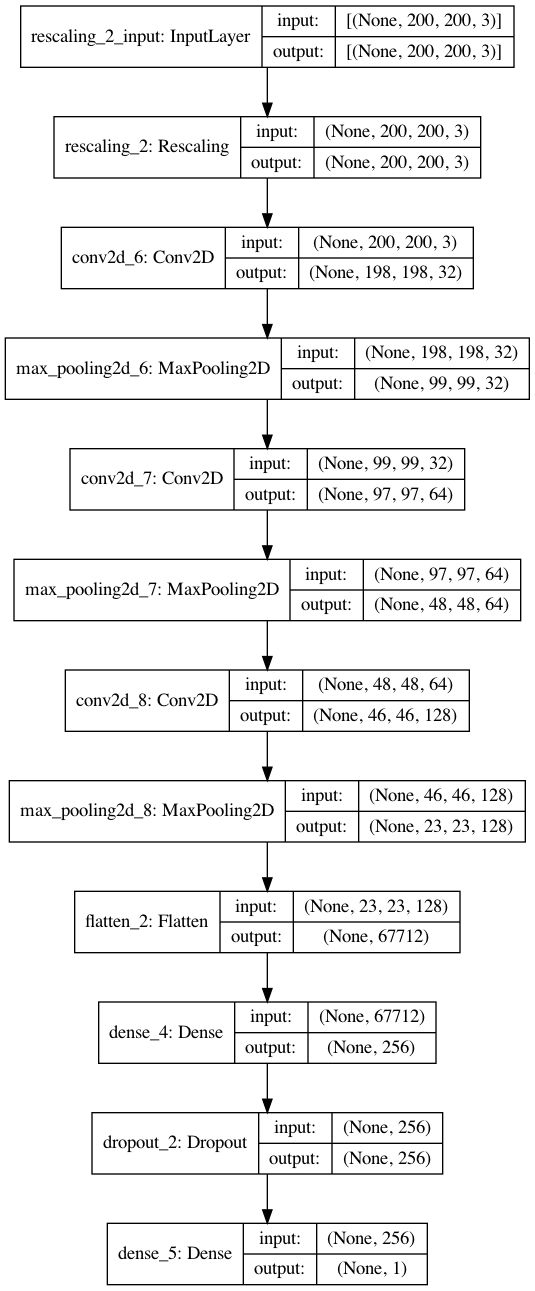 rescaling_2_input: InputLayer
input:
[(None, 200, 200, 3)]
output:
[(None, 200, 200, 3)]
rescaling_2: Rescaling
input:
(None, 200, 200, 3)
output:
(None, 200, 200, 3)
conv2d_6: Conv2D
input:
(None, 200, 200, 3)
output:
(None, 198, 198, 32)
max_pooling2d_6: MaxPooling2D
input:
(None, 198, 198, 32)
output:
(None, 99, 99, 32)
conv2d_7: Conv2D
input:
(None, 99, 99, 32)
output:
(None, 97, 97, 64)
max_pooling2d_7: MaxPooling2D
input:
(None, 97, 97, 64)
output:
(None, 48, 48, 64)
conv2d_8: Conv2D
input:
(None, 48, 48, 64)
output:
(None, 46, 46, 128)
max_pooling2d_8: MaxPooling2D
input:
(None, 46, 46, 128)
output:
(None, 23, 23, 128)
flatten_2: Flatten
input:
(None, 23, 23, 128)
output:
(None, 67712)
dense_4: Dense
input:
(None, 67712)
output:
(None, 256)
dropout_2: Dropout
input:
(None, 256)
output:
(None, 256)
dense_5: Dense
input:
(None, 256)
output:
(None, 1)